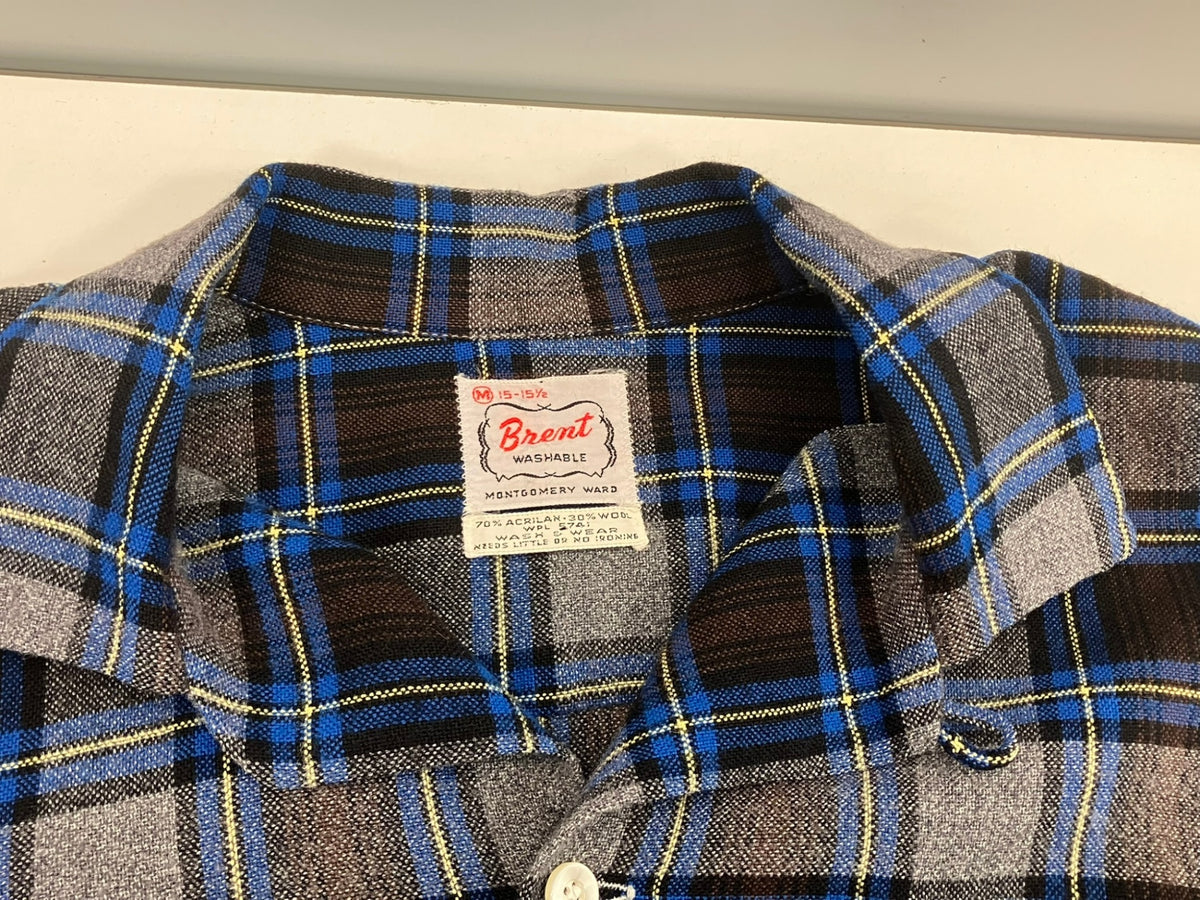 M 15-15½
Brent
WASHABLE
MONTGOMERY WARD
70% ACRILAN · 30% WOOL
WPL 5741
WASH & WEAR
NEEDS LITTLE OR NO IRONING